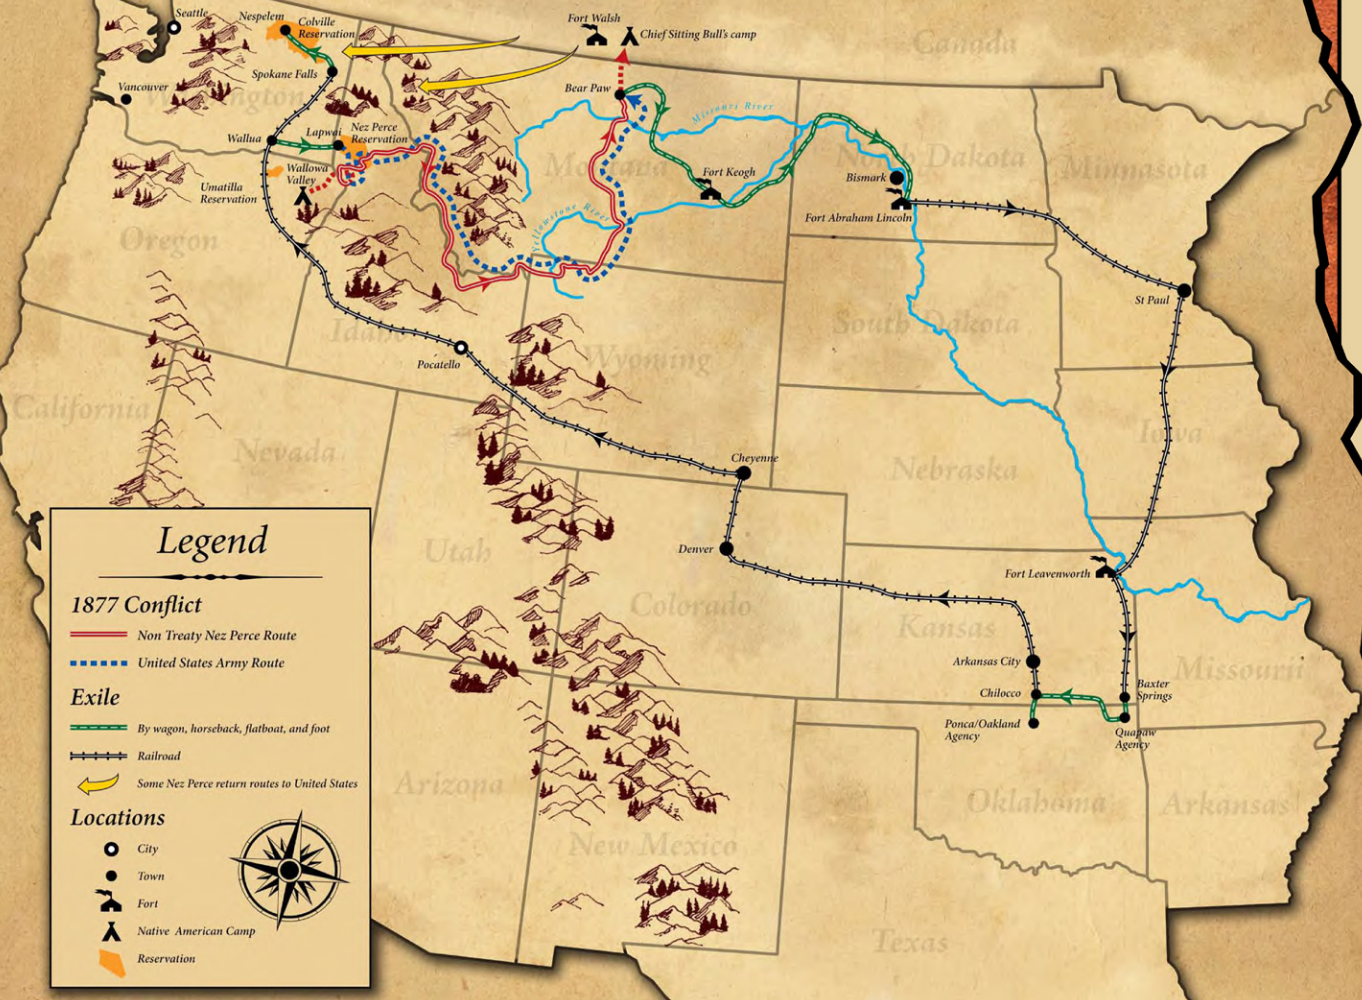 Seattle
Nespelem
Colville
Reservation
Spokane Falls
Vancouver
Washington
Wallua
Lapwai
Nez Perce
Reservation
Wallowa
Valley
Umatilla
Reservation
Oregon
Fort Walsh
Chief Sitting Bull's camp
Canada
Bear Paw
Missouri River
Montana
Fort Keogh
Yellowstone River
North Dakota
Bismark
Fort Abraham Lincoln
Minnasota
St Paul
South Dakota
Idaho
Pocatello
Wyoming
California
Nevada
Iowa
Cheyenne
Nebraska
Utah
Denver
Fort Leavenworth
Colorado
Kansas
Arkansas City
Missourii
Chilocco
Baxter
Springs
Ponca/Oakland
Agency
Quapaw
Agency
Arizona
Oklahoma
Arkansas
New Mexico
Texas
Legend
1877 Conflict
Non Treaty Nez Perce Route
United States Army Route
Exile
By wagon, horseback, flatboat, and foot
Railroad
Some Nez Perce return routes to United States
Locations
City
Town
Fort
Native American Camp
Reservation